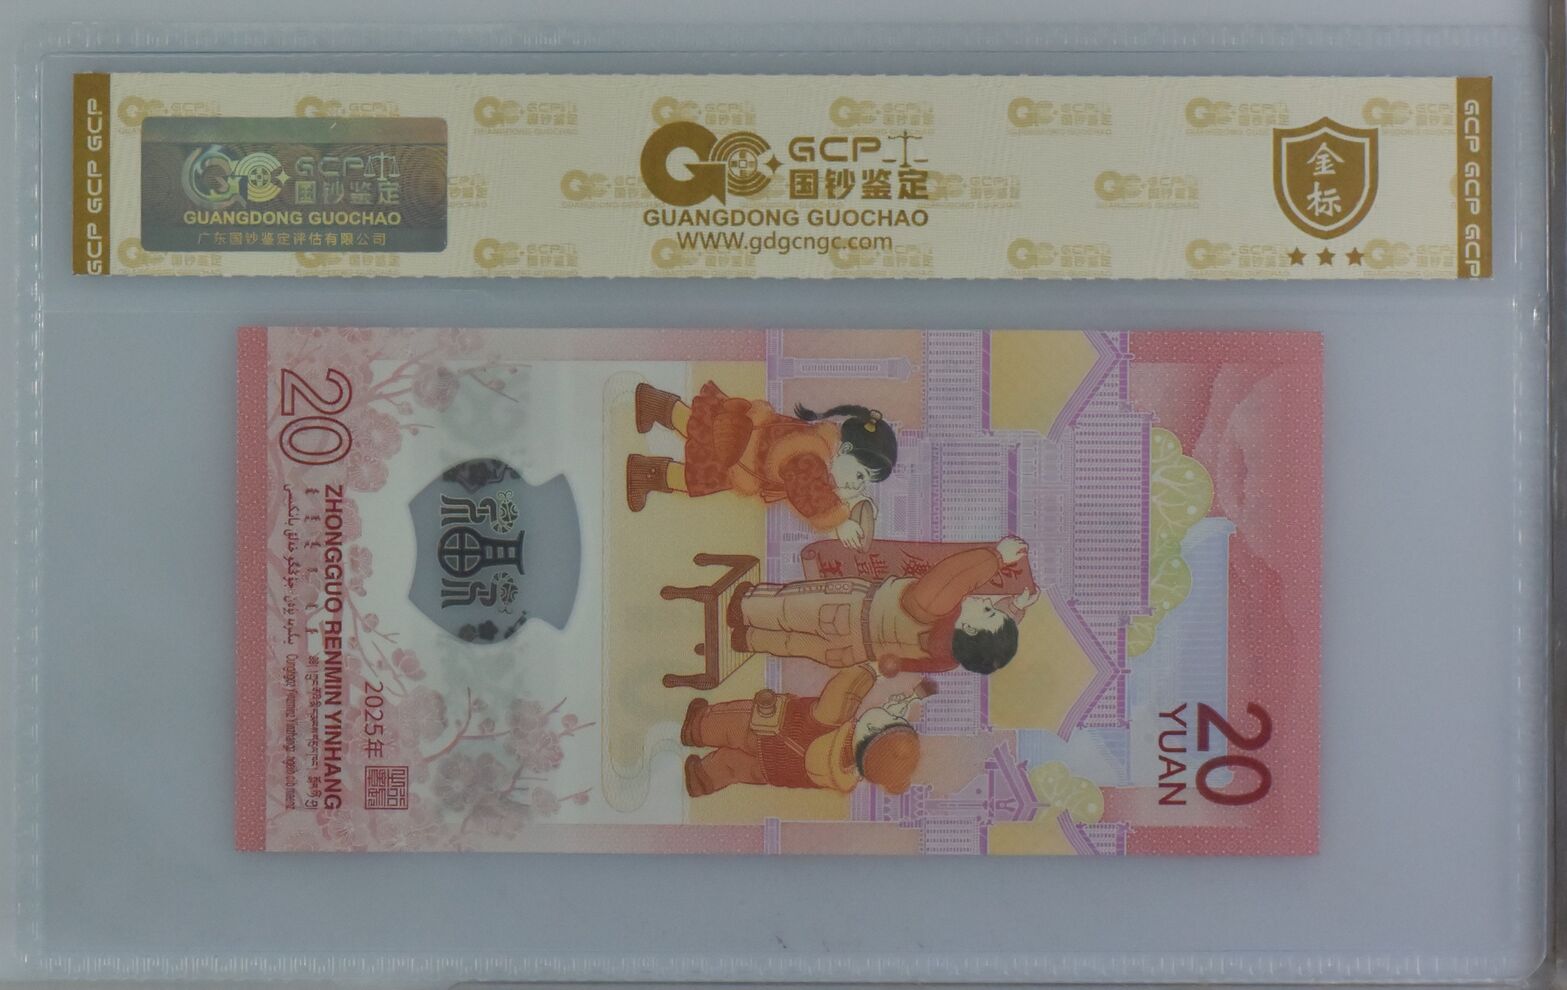 GCP GCP GCP
GCP
国钞鉴定
GUANGDONG GUOCHAO
广东国钞鉴定评估有限公司
GCP
国钞鉴定
GUANGDONG GUOCHAO
WWW.gdgcngc.com
金
标
GCP GCP GCP
20
ZHONGGUO RENMIN YINHANG
2025年
20
YUAN